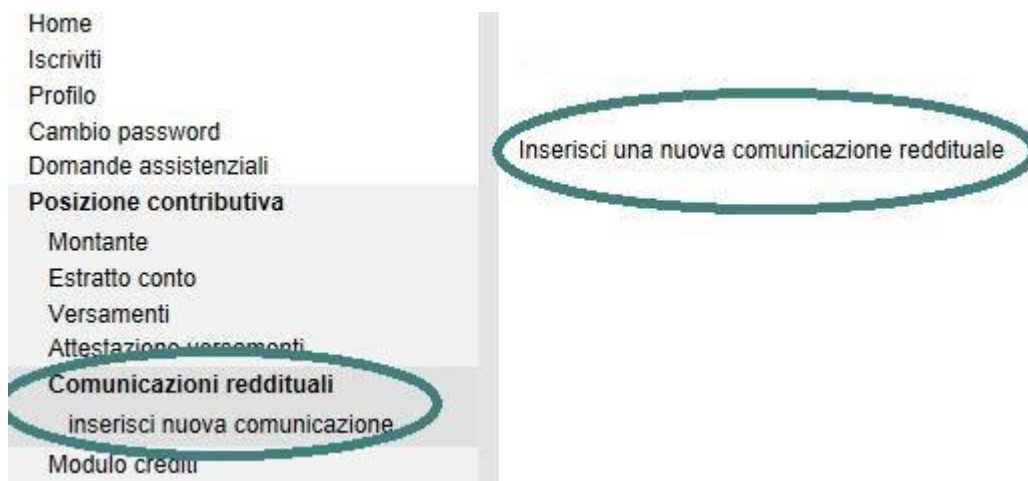 Home
Iscriviti
Profilo
Cambio password
Domande assistenziali
Posizione contributiva
Montante
Estratto conto
Versamenti
Attestazione versamenti
Comunicazioni reddituali
inserisci nuova comunicazione
Modulo crediti
Inserisci una nuova comunicazione reddituale